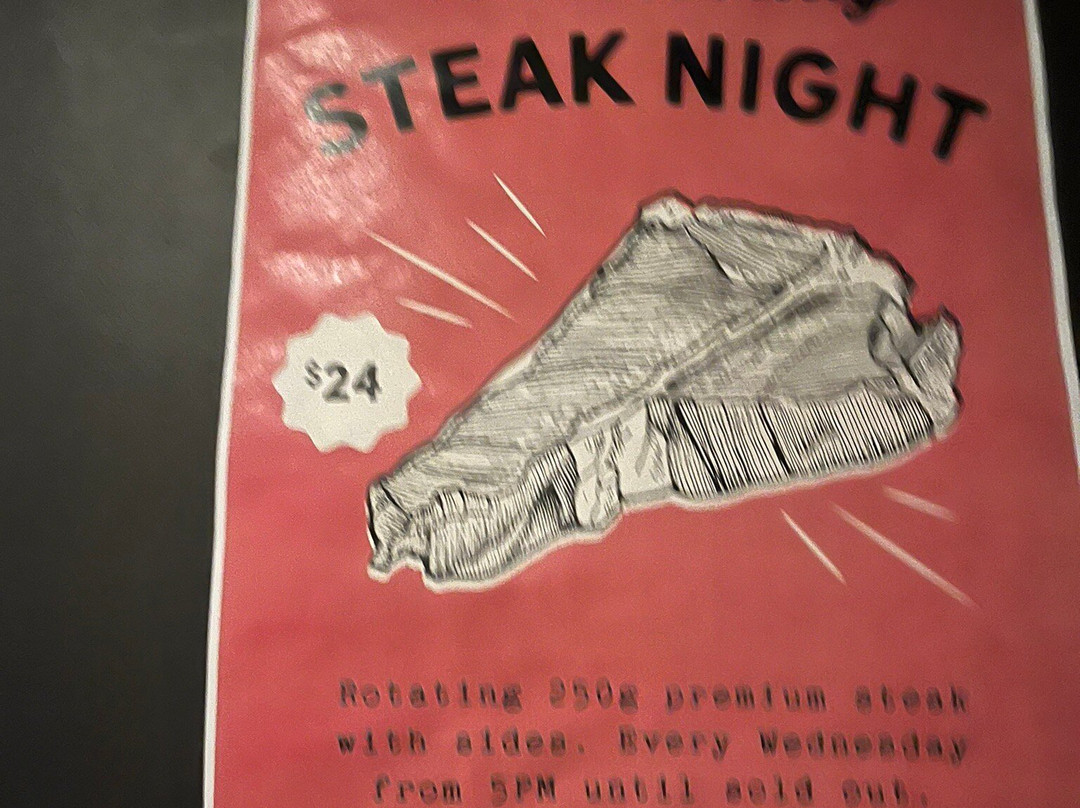 STEAK NIGHT
$24
Rotating 250g premium steak
with sides. Every Wednesday
from 5PM until sold out.